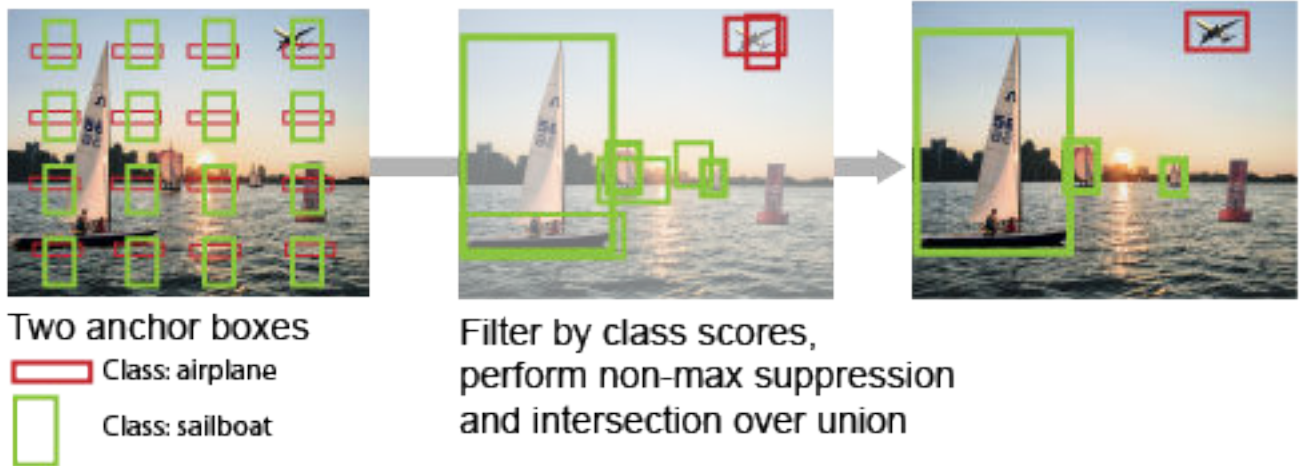 Two anchor boxes
Class: airplane
Class: sailboat
Filter by class scores,
perform non-max suppression
and intersection over union